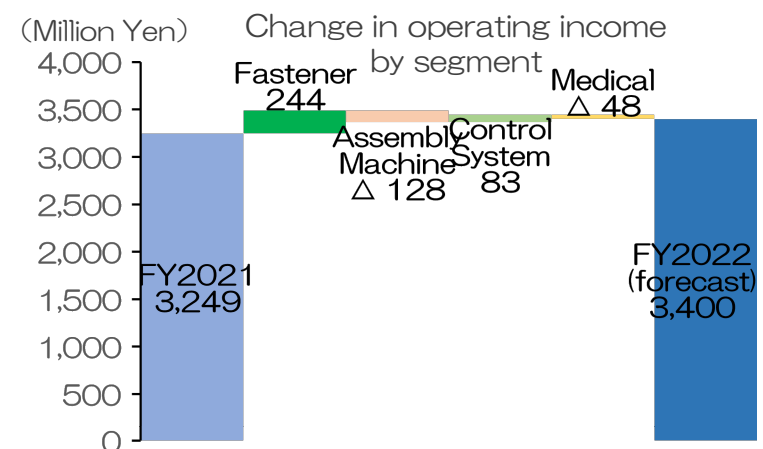 (Million Yen)
Change in operating income
by segment
4,000
3,500
3,000
2,500
2,000
1,500
1,000
500
0
FY2021
3,249
Fastener
244
Assembly
Machine
△ 128
Control
System
83
Medical
△ 48
FY2022
(forecast)
3,400